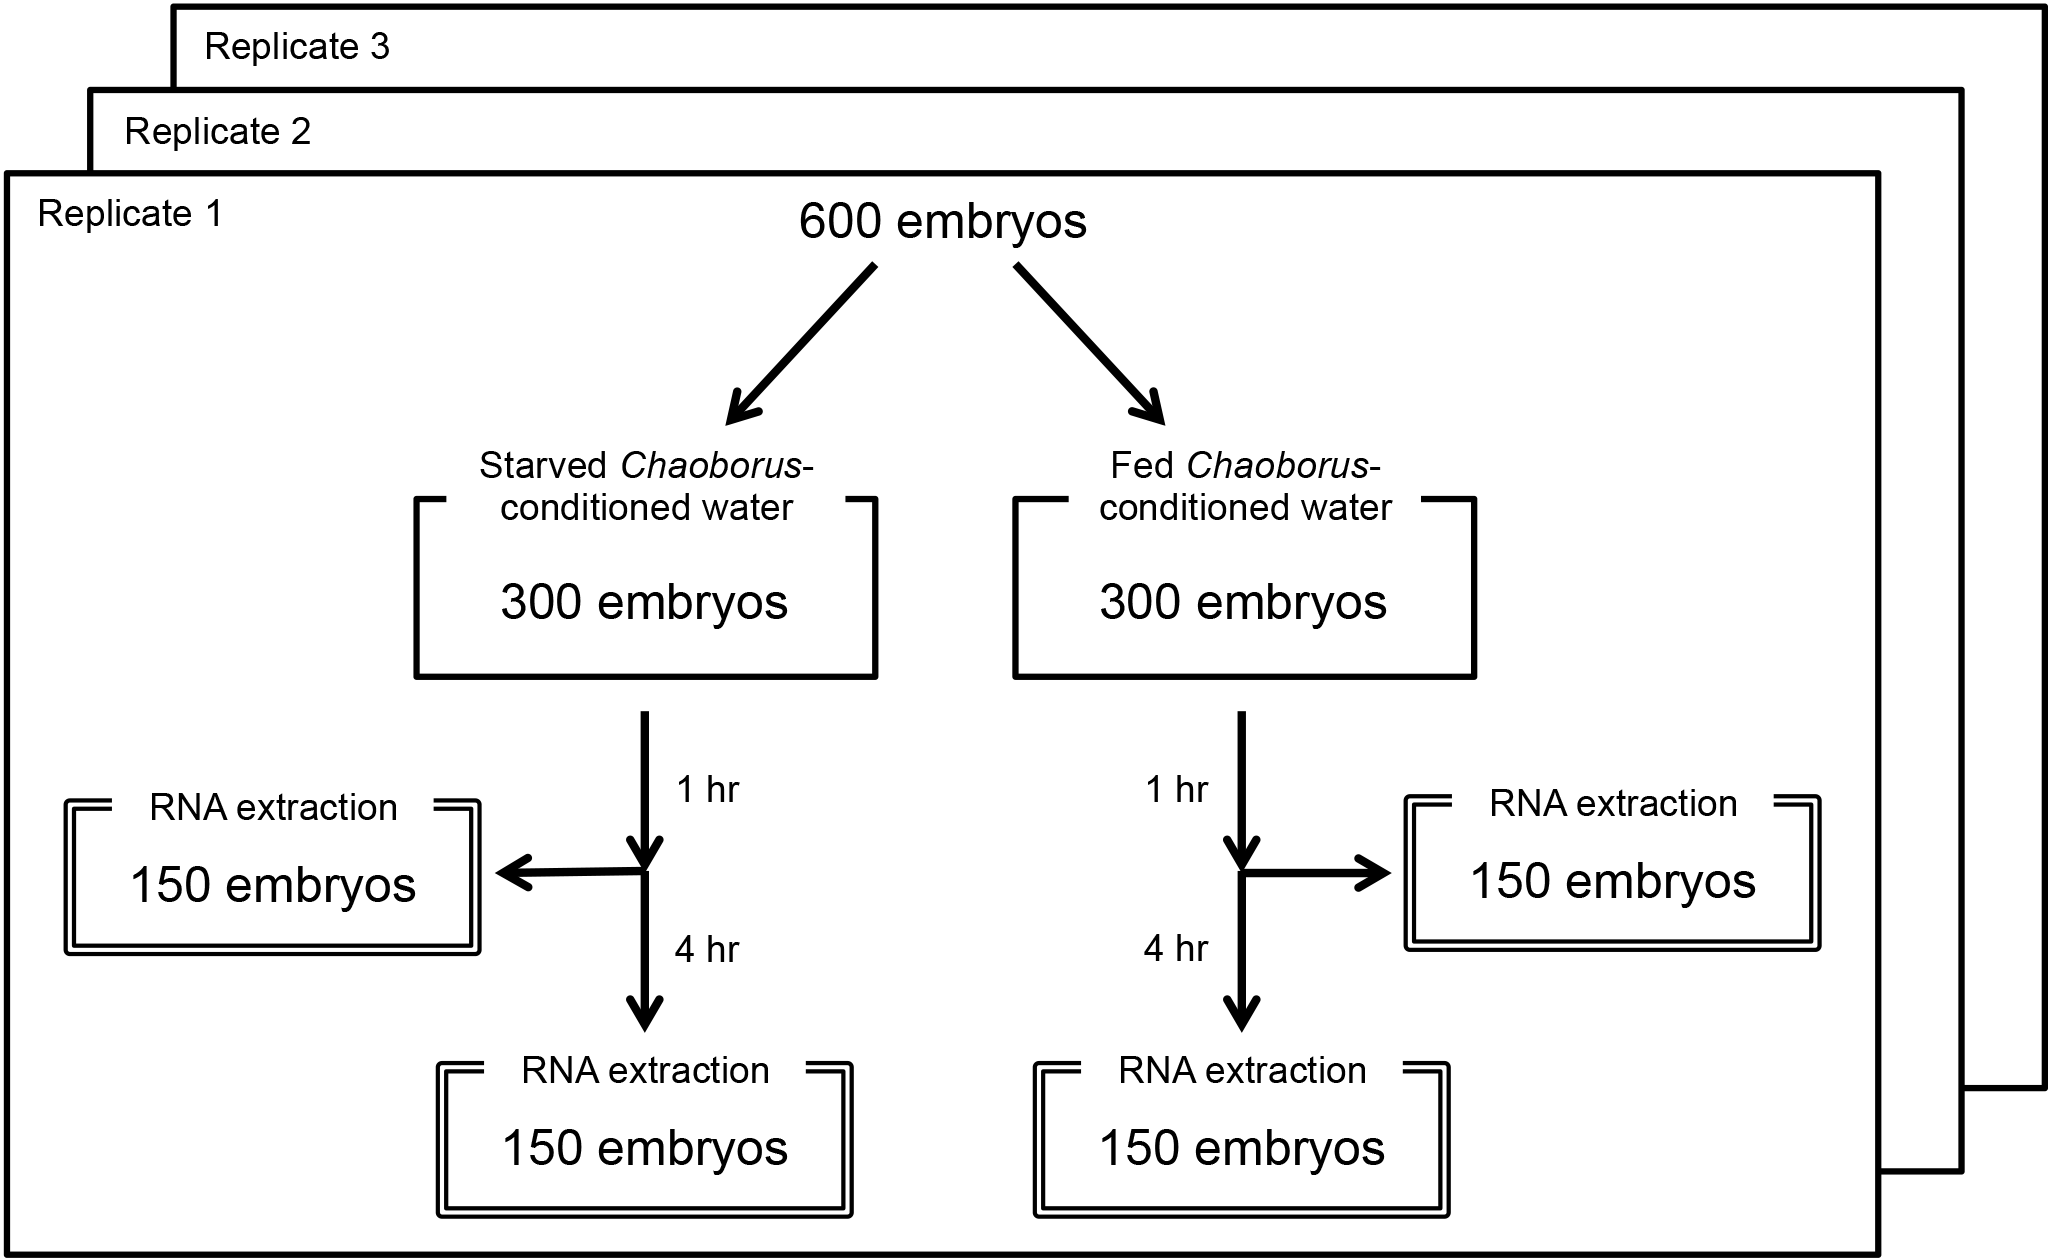 Replicate 3
Replicate 2
Replicate 1
600 embryos
Starved Chaoborus-
conditioned water
300 embryos
Fed Chaoborus-
conditioned water
300 embryos
1 hr
1 hr
RNA extraction
150 embryos
RNA extraction
150 embryos
4 hr
4 hr
RNA extraction
150 embryos
RNA extraction
150 embryos